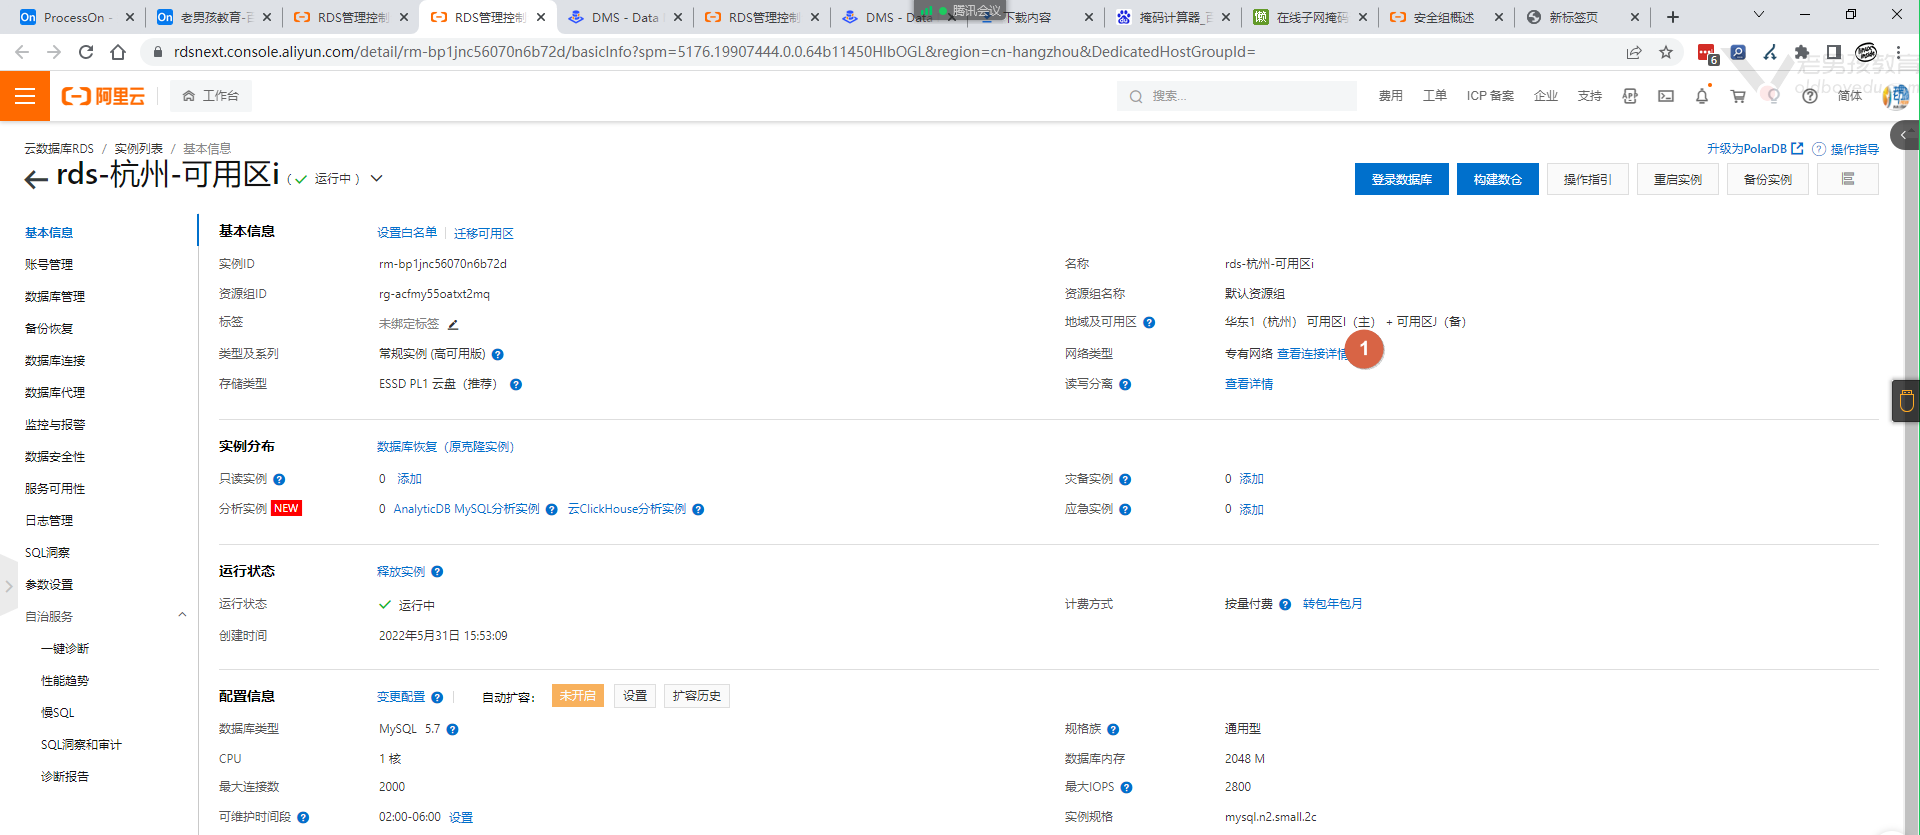 ProcessOn -
老男孩教育-百
RDS管理控制
RDS管理控制
DMS - Data
RDS管理控制
DMS - Data
腾讯会议
下载内容
掩码计算器_百
在线子网掩码
安全组概述
新标签页
rdsnext.console.aliyun.com/detail/rm-bp1jnc56070n6b72d/basicInfo?spm=5176.19907444.0.0.64b11450HIbOGL&region=cn-hangzhou&DedicatedHostGroupId=
6
老男孩教育
oldboyedu.com
阿里云
工作台
搜索...
费用 工单 ICP 备案 企业 支持 简体
云数据库RDS / 实例列表 / 基本信息
升级为PolarDB 操作指导
rds-杭州-可用区i ( 运行中 )
登录数据库 构建数仓 操作指引 重启实例 备份实例
基本信息
账号管理
数据库管理
备份恢复
数据库连接
数据库代理
监控与报警
数据安全性
服务可用性
日志管理
SQL洞察
参数设置
自治服务
一键诊断
性能趋势
慢SQL
SQL洞察和审计
诊断报告
基本信息 设置白名单 迁移可用区
实例ID rm-bp1jnc56070n6b72d 名称 rds-杭州-可用区i
资源组ID rg-acfmy55oatxt2mq 资源组名称 默认资源组
标签 未绑定标签 地域及可用区 华东1（杭州） 可用区I（主） + 可用区J（备）
类型及系列 常规实例 (高可用版) 网络类型 专有网络 查看连接详情 1
存储类型 ESSD PL1 云盘（推荐） 读写分离 查看详情
实例分布 数据库恢复（原克隆实例）
只读实例 0 添加 灾备实例 0 添加
分析实例 NEW 0 AnalyticDB MySQL分析实例 云ClickHouse分析实例 应急实例 0 添加
运行状态 释放实例
运行状态 运行中 计费方式 按量付费 转包年包月
创建时间 2022年5月31日 15:53:09
配置信息 变更配置 自动扩容： 未开启 设置 扩容历史
数据库类型 MySQL 5.7 规格族 通用型
CPU 1 核 数据库内存 2048 M
最大连接数 2000 最大IOPS 2800
可维护时间段 02:00-06:00 设置 实例规格 mysql.n2.small.2c